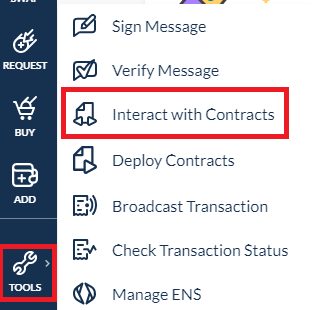 REQUEST
BUY
ADD
TOOLS
Sign Message
Verify Message
Interact with Contracts
Deploy Contracts
Broadcast Transaction
Check Transaction Status
Manage ENS